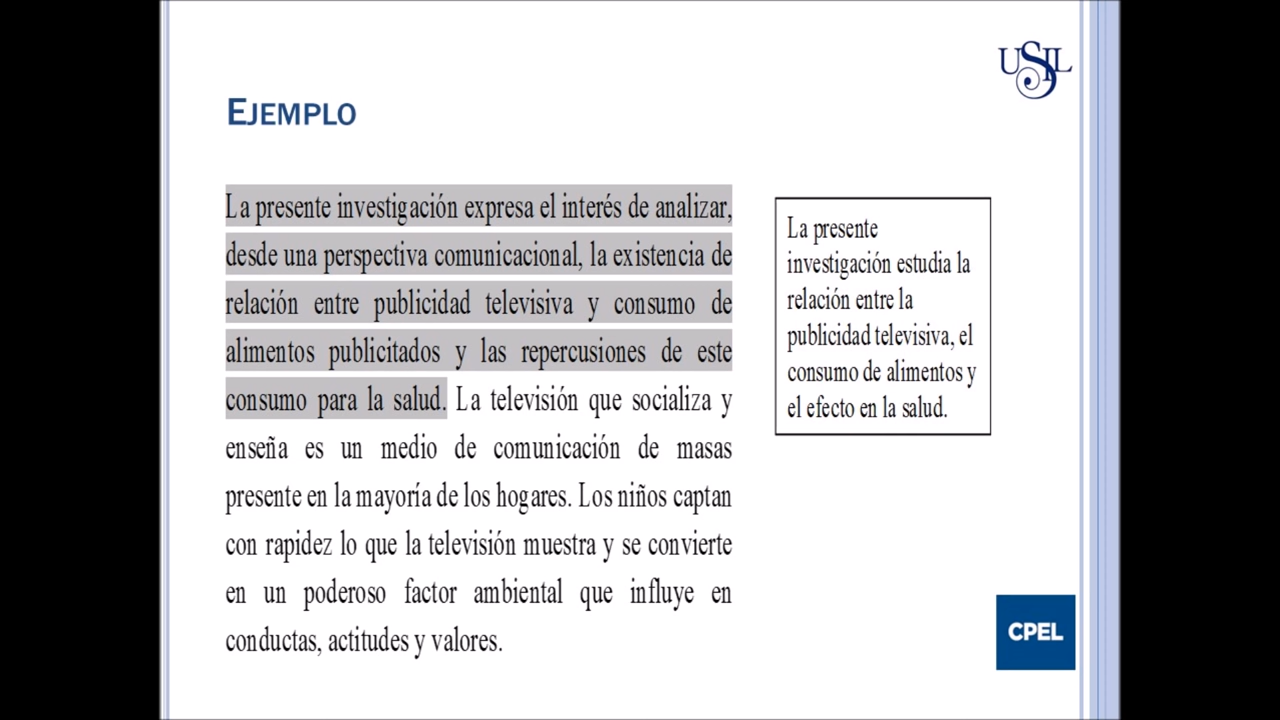 USIL
EJEMPLO
La presente investigación expresa el interés de analizar,
desde una perspectiva comunicacional, la existencia de
relación entre publicidad televisiva y consumo de
alimentos publicitados y las repercusiones de este
consumo para la salud. La televisión que socializa y
enseña es un medio de comunicación de masas
presente en la mayoría de los hogares. Los niños captan
con rapidez lo que la televisión muestra y se convierte
en un poderoso factor ambiental que influye en
conductas, actitudes y valores.
La presente
investigación estudia la
relación entre la
publicidad televisiva, el
consumo de alimentos y
el efecto en la salud.
CPEL